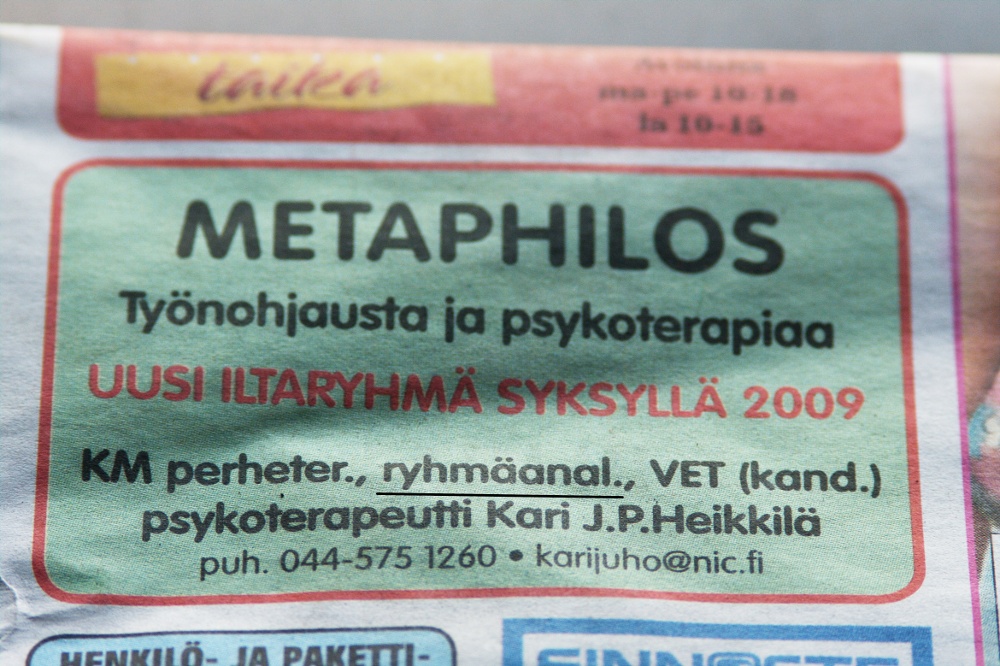 taika
ma-pe 10-18
la 10-15
METAPHILOS
Työnohjausta ja psykoterapiaa
UUSI ILTARYHMÄ SYKSYLLÄ 2009
KM perheter., ryhmäanal., VET (kand.)
psykoterapeutti Kari J.P.Heikkilä
puh. 044-575 1260 • karijuho@nic.fi
HENKILÖ- JA PAKETTI-